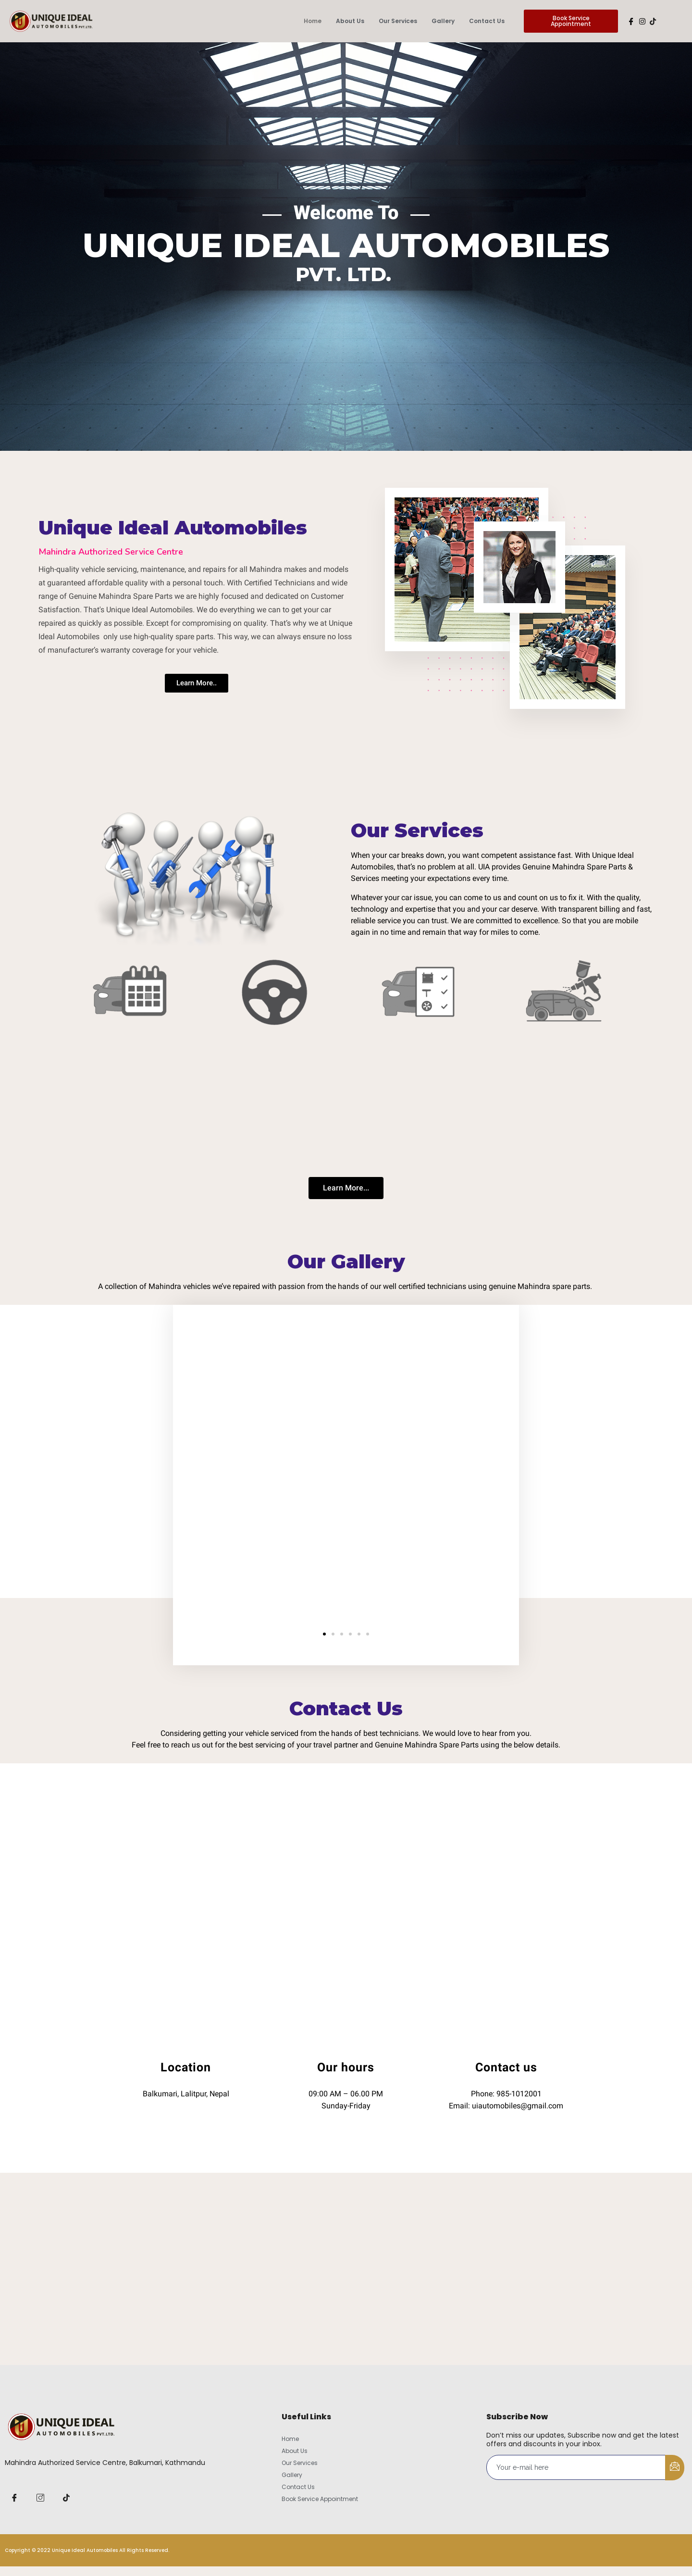 UNIQUE IDEAL
AUTOMOBILES PVT. LTD.
Home
About Us
Our Services
Gallery
Contact Us
Book Service
Appointment
Welcome To
UNIQUE IDEAL AUTOMOBILES
PVT. LTD.
Unique Ideal Automobiles
Mahindra Authorized Service Centre
High-quality vehicle servicing, maintenance, and repairs for all Mahindra makes and models
at guaranteed affordable quality with a personal touch. With Certified Technicians and wide
range of Genuine Mahindra Spare Parts we are highly focused and dedicated on Customer
Satisfaction. That's Unique Ideal Automobiles. We do everything we can to get your car
repaired as quickly as possible. Except for compromising on quality. That's why we at Unique
Ideal Automobiles only use high-quality spare parts. This way, we can always ensure no loss
of manufacturer's warranty coverage for your vehicle.
Learn More..
Our Services
When your car breaks down, you want competent assistance fast. With Unique Ideal
Automobiles, that's no problem at all. UIA provides Genuine Mahindra Spare Parts &
Services meeting your expectations every time.
Whatever your car issue, you can come to us and count on us to fix it. With the quality,
technology and expertise that you and your car deserve. With transparent billing and fast,
reliable service you can trust. We are committed to excellence. So that you are mobile
again in no time and remain that way for miles to come.
Learn More...
Our Gallery
A collection of Mahindra vehicles we've repaired with passion from the hands of our well certified technicians using genuine Mahindra spare parts.
Contact Us
Considering getting your vehicle serviced from the hands of best technicians. We would love to hear from you.
Feel free to reach us out for the best servicing of your travel partner and Genuine Mahindra Spare Parts using the below details.
Location
Balkumari, Lalitpur, Nepal
Our hours
09:00 AM – 06.00 PM
Sunday-Friday
Contact us
Phone: 985-1012001
Email: uiautomobiles@gmail.com
UNIQUE IDEAL
AUTOMOBILES PVT. LTD.
Mahindra Authorized Service Centre, Balkumari, Kathmandu
Useful Links
Home
About Us
Our Services
Gallery
Contact Us
Book Service Appointment
Subscribe Now
Don't miss our updates, Subscribe now and get the latest
offers and discounts in your inbox.
Your e-mail here
Copyright © 2022 Unique Ideal Automobiles All Rights Reserved.